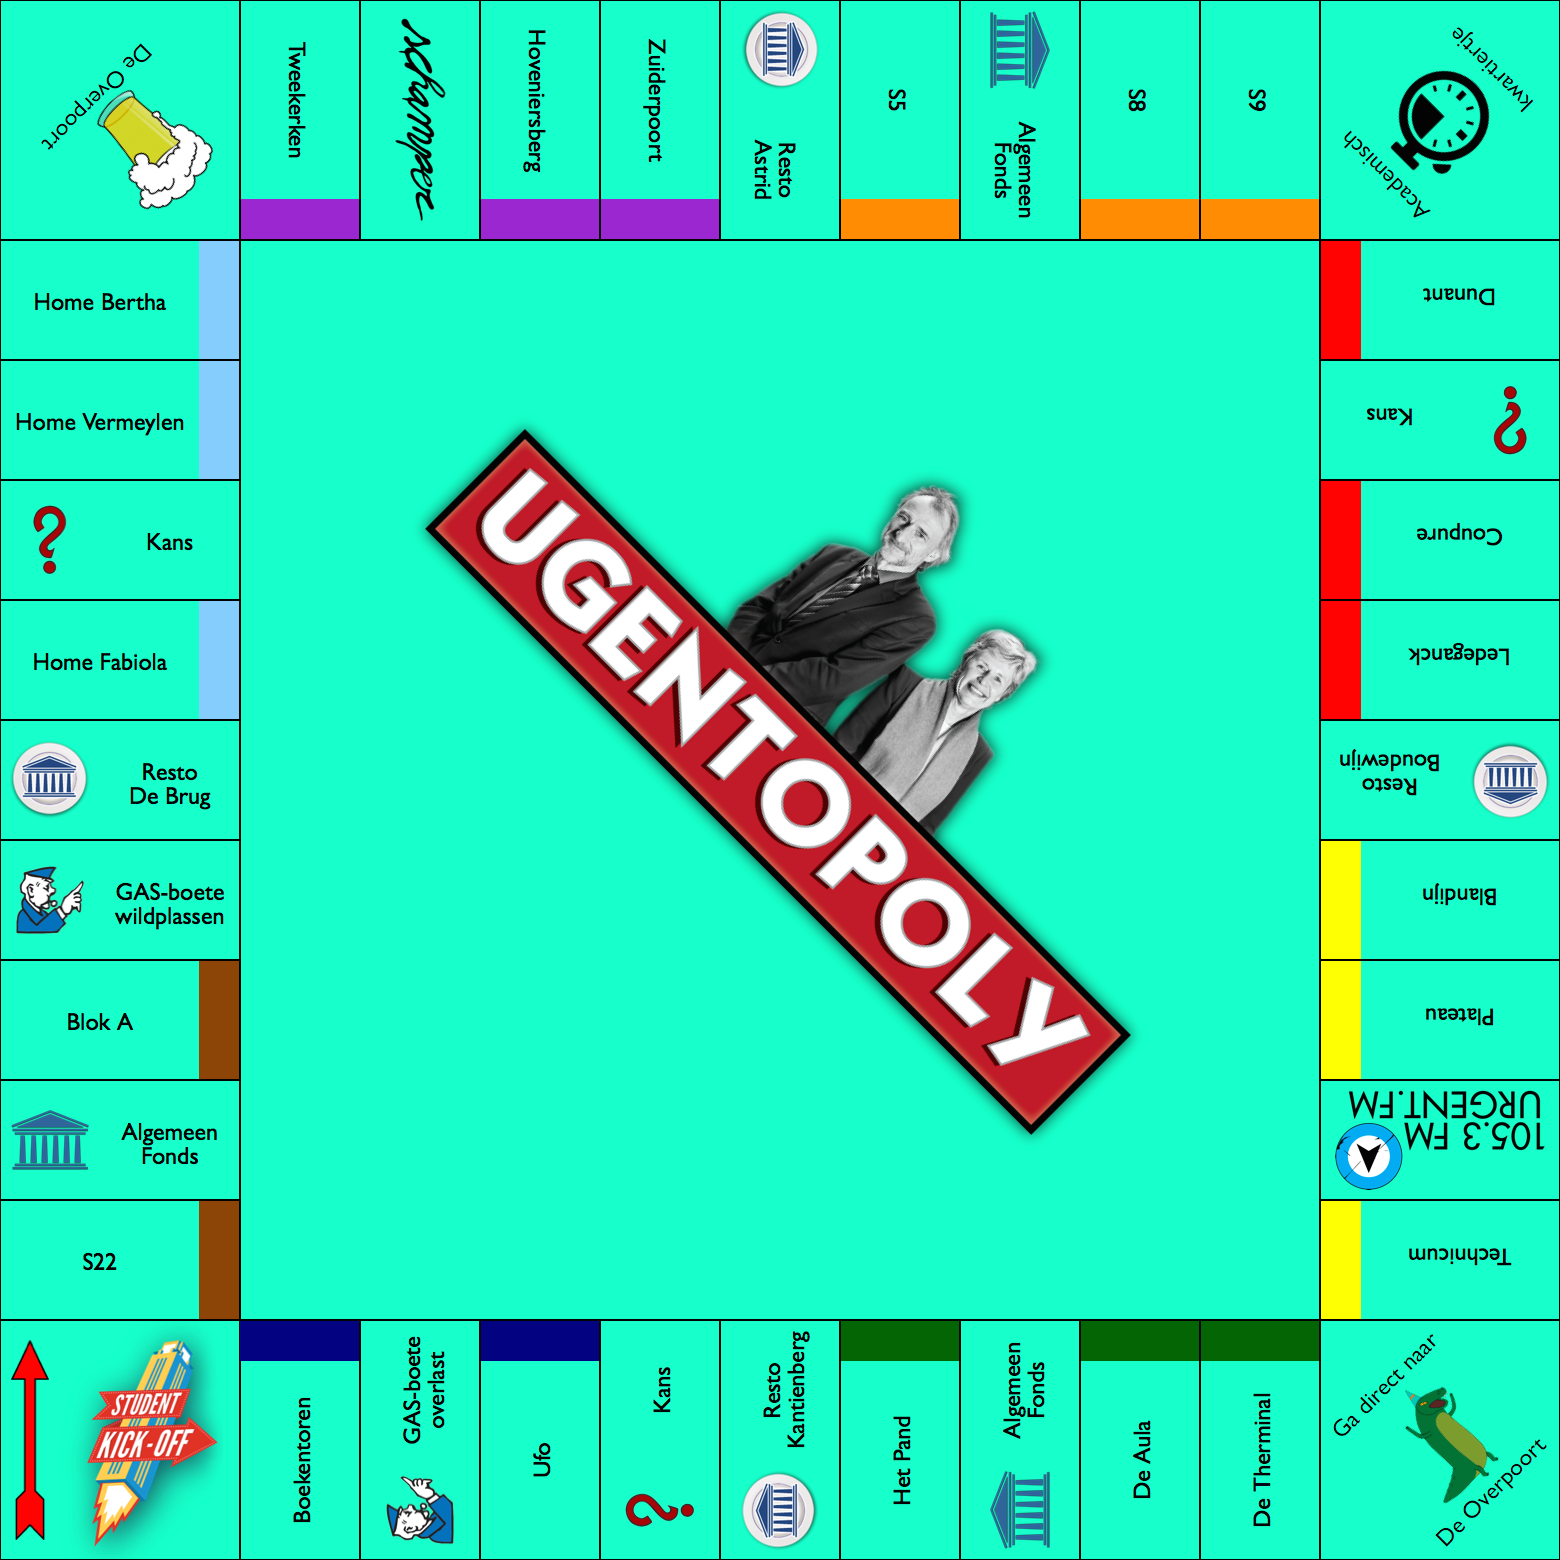 De Overpoort
Tweekerken
schamper
Hoveniersberg
Zuiderpoort
Resto
Astrid
S5
Algemeen
Fonds
S8
S9
Academisch
kwartiertje
Dunant
Kans
Coupure
Ledeganck
Resto
Boudewijn
Blandijn
Plateau
105.3 FM
URGENT.FM
Technicum
Ga direct naar
De Overpoort
De Therminal
De Aula
Algemeen
Fonds
Het Pand
Resto
Kantienberg
Kans
Ufo
GAS-boete
overlast
Boekentoren
STUDENT
KICK-OFF
S22
Algemeen
Fonds
Blok A
GAS-boete
wildplassen
Resto
De Brug
Home Fabiola
Kans
Home Vermeylen
Home Bertha
UGENTOPOLY